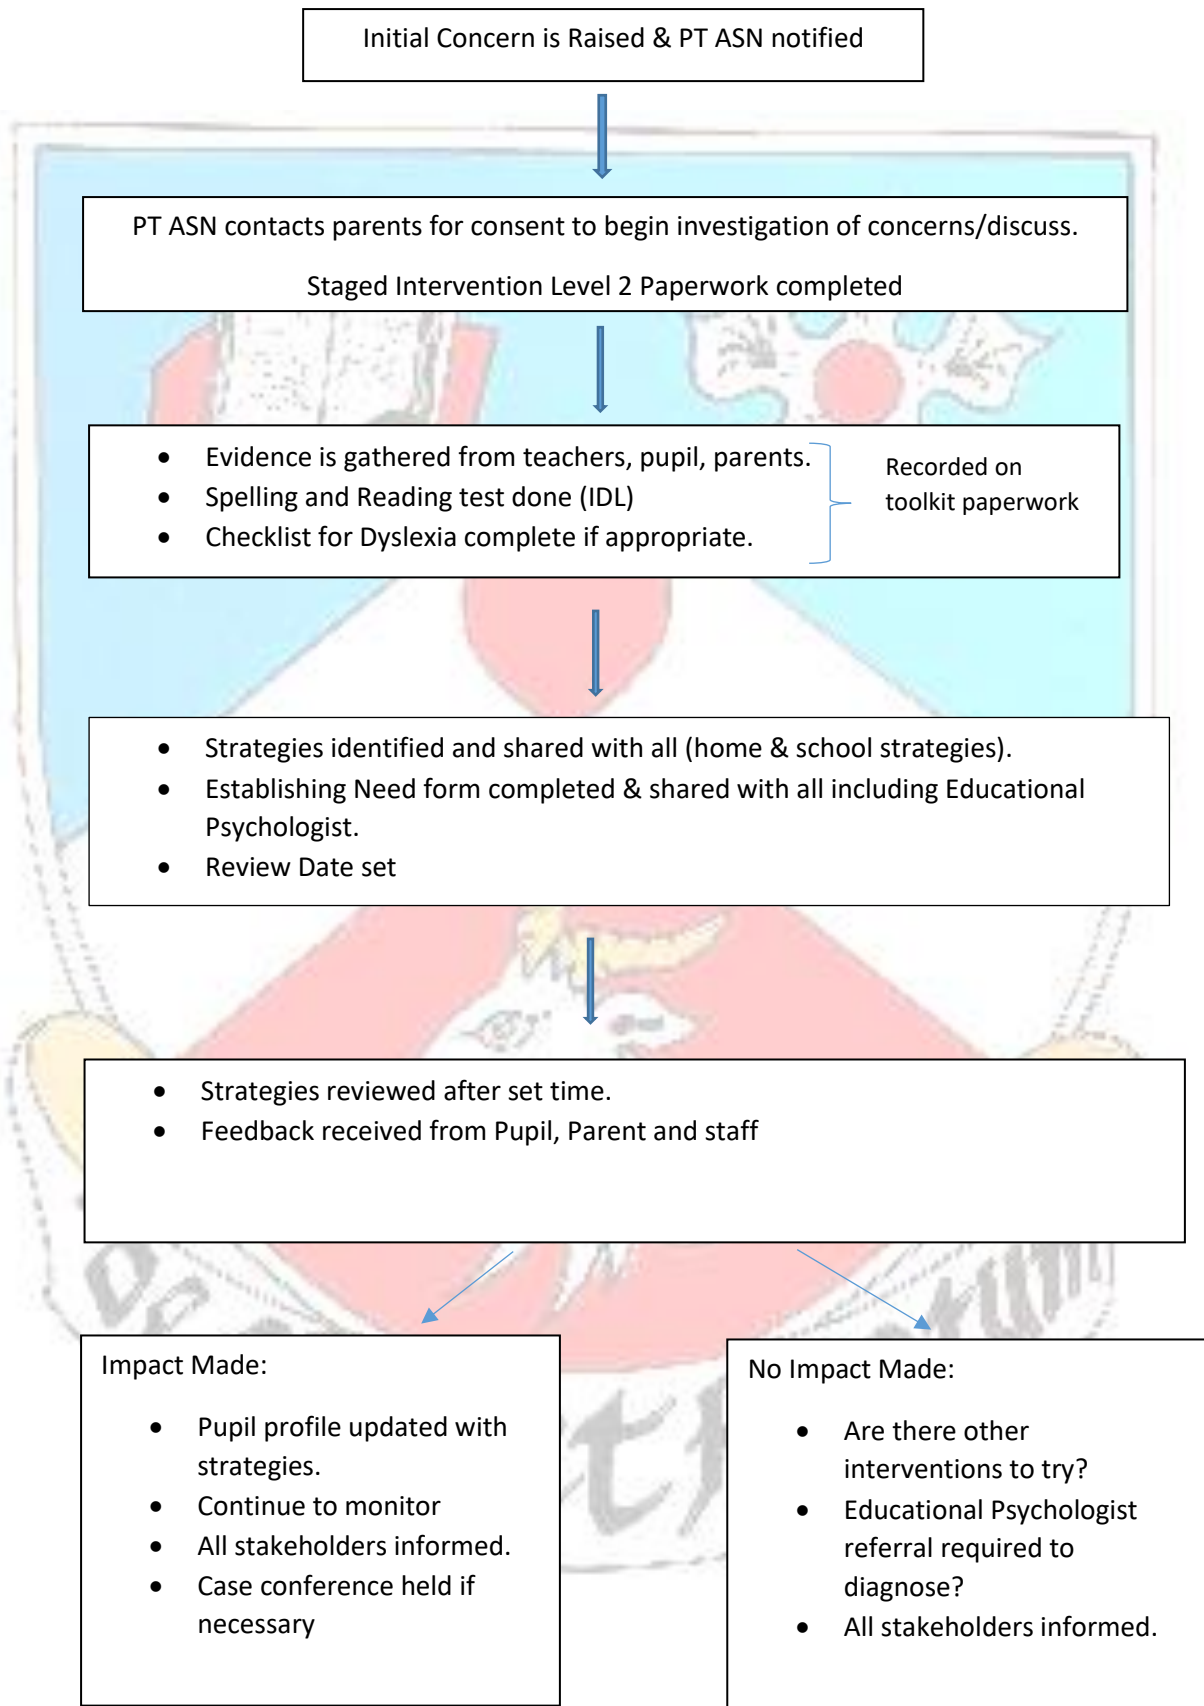 Initial Concern is Raised & PT ASN notified
PT ASN contacts parents for consent to begin investigation of concerns/discuss.
Staged Intervention Level 2 Paperwork completed
• Evidence is gathered from teachers, pupil, parents.
• Spelling and Reading test done (IDL)
• Checklist for Dyslexia complete if appropriate.
Recorded on
toolkit paperwork
• Strategies identified and shared with all (home & school strategies).
• Establishing Need form completed & shared with all including Educational
Psychologist.
• Review Date set
• Strategies reviewed after set time.
• Feedback received from Pupil, Parent and staff
Impact Made:
• Pupil profile updated with
strategies.
• Continue to monitor
• All stakeholders informed.
• Case conference held if
necessary
No Impact Made:
• Are there other
interventions to try?
• Educational Psychologist
referral required to
diagnose?
• All stakeholders informed.